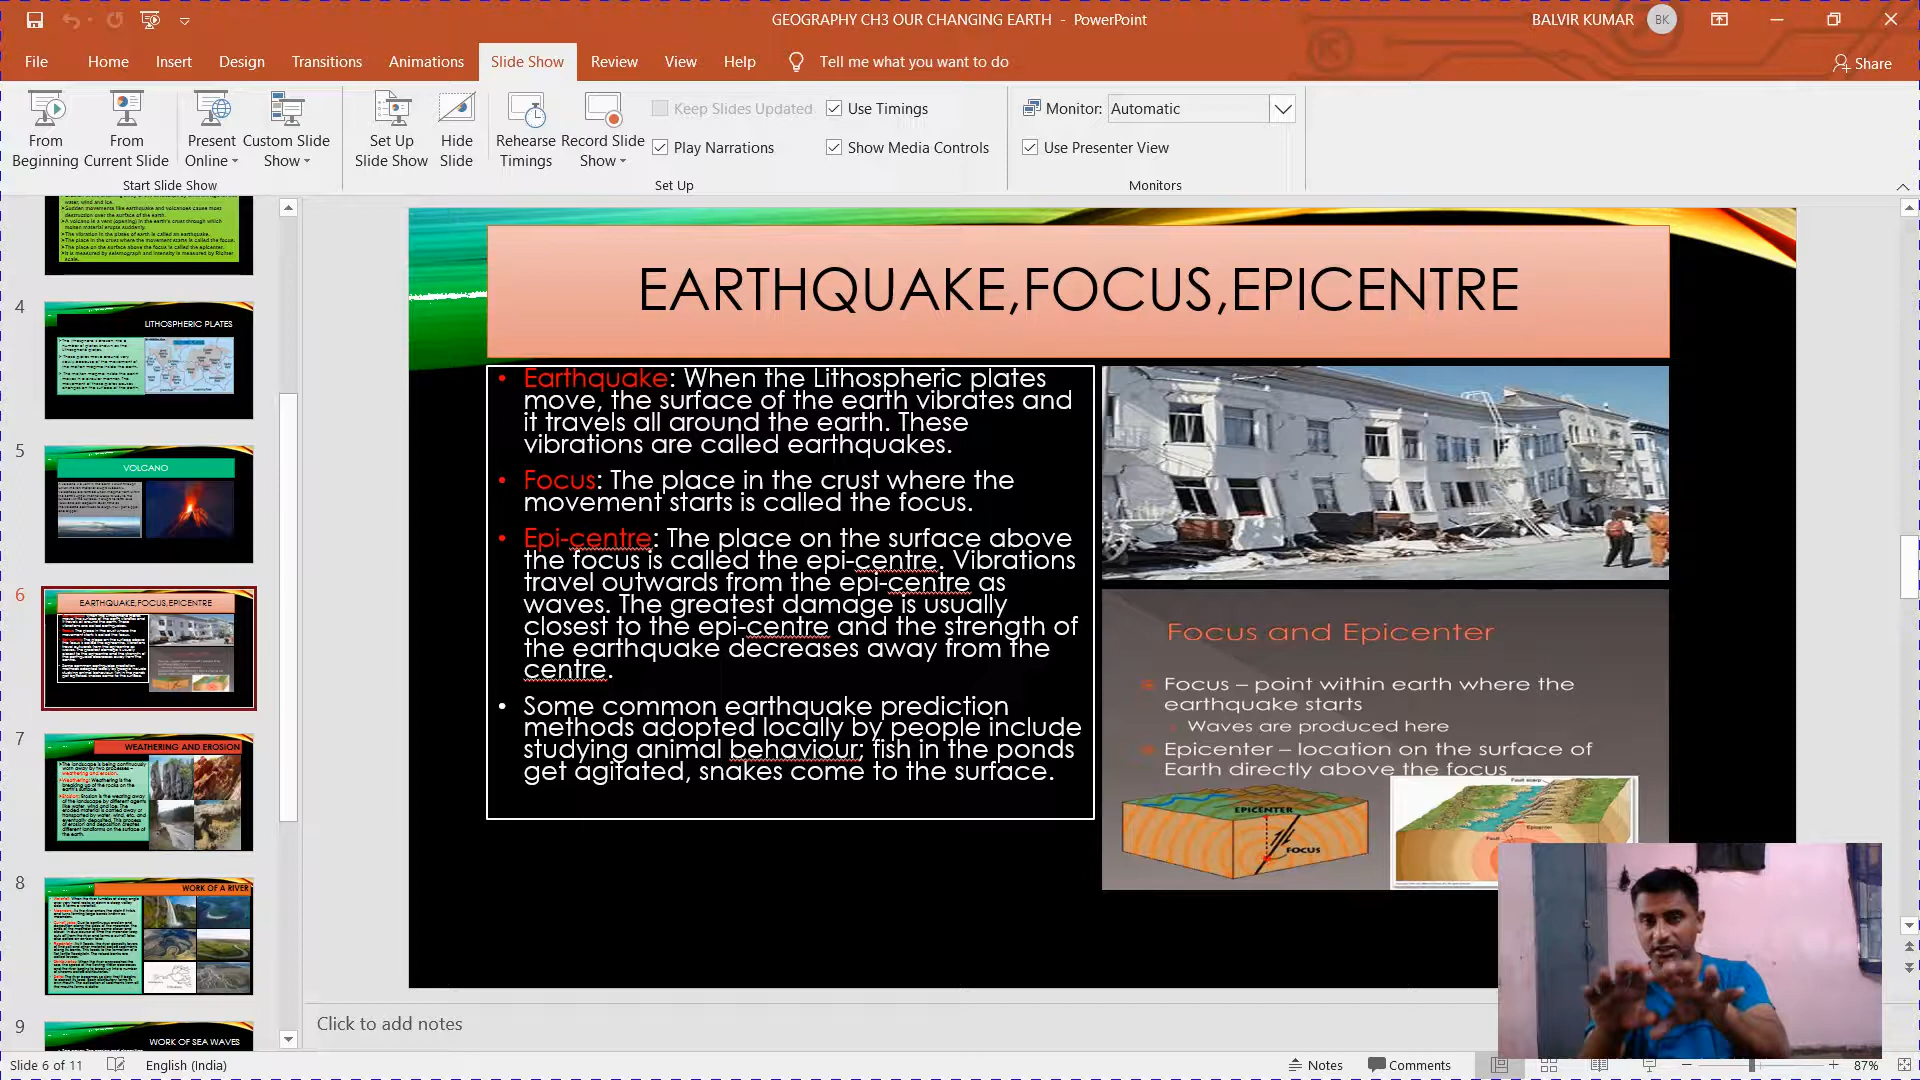 GEOGRAPHY CH3 OUR CHANGING EARTH - PowerPoint
BALVIR KUMAR
BK
File
Home
Insert
Design
Transitions
Animations
Slide Show
Review
View
Help
Tell me what you want to do
Share
From Beginning
From Current Slide
Present Online
Custom Slide Show
Start Slide Show
Set Up Slide Show
Hide Slide
Rehearse Timings
Record Slide Show
Keep Slides Updated
Use Timings
Play Narrations
Show Media Controls
Set Up
Monitor:
Automatic
Use Presenter View
Monitors
4
LITHOSPHERIC PLATES
5
VOLCANO
6
EARTHQUAKE,FOCUS,EPICENTRE
7
WEATHERING AND EROSION
8
WORK OF A RIVER
9
WORK OF SEA WAVES
EARTHQUAKE,FOCUS,EPICENTRE
• Earthquake: When the Lithospheric plates
move, the surface of the earth vibrates and
it travels all around the earth. These
vibrations are called earthquakes.
• Focus: The place in the crust where the
movement starts is called the focus.
• Epi-centre: The place on the surface above
the focus is called the epi-centre. Vibrations
travel outwards from the epi-centre as
waves. The greatest damage is usually
closest to the epi-centre and the strength of
the earthquake decreases away from the
centre.
• Some common earthquake prediction
methods adopted locally by people include
studying animal behaviour; fish in the ponds
get agitated, snakes come to the surface.
Focus and Epicenter
Focus – point within earth where the
earthquake starts
Waves are produced here
Epicenter – location on the surface of
Earth directly above the focus
EPICENTER
FOCUS
Fault scarp
Epicenter
Fault
Click to add notes
Slide 6 of 11
English (India)
Notes
Comments
87%